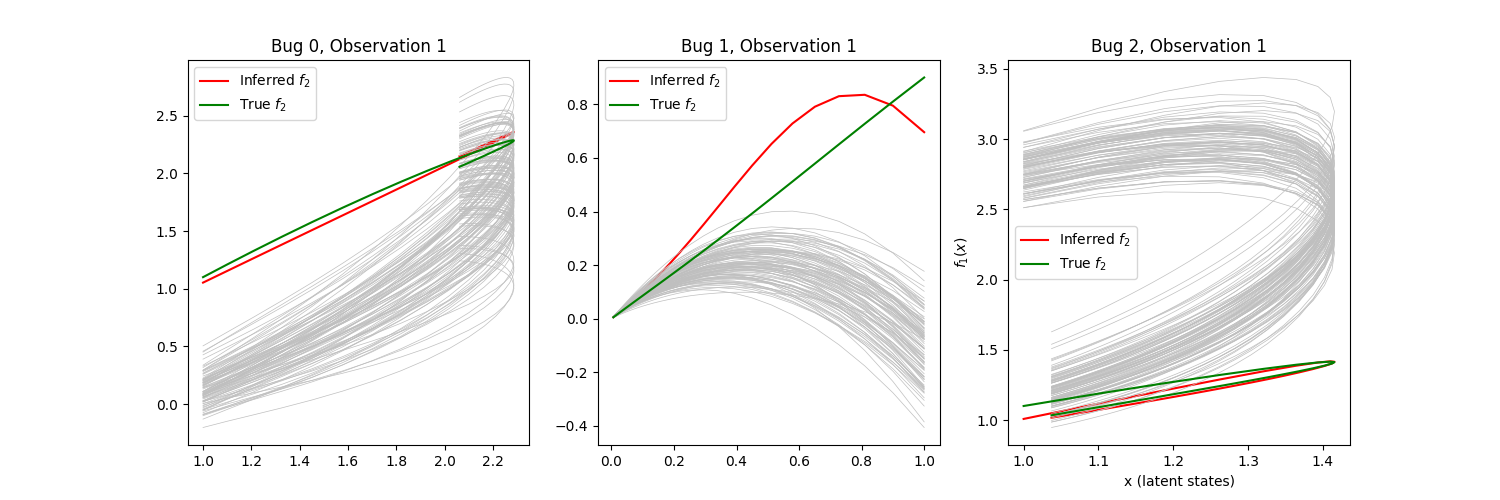 Bug 0, Observation 1
Inferred f₂
True f₂
2.5
2.0
1.5
1.0
0.5
0.0
1.0 1.2 1.4 1.6 1.8 2.0 2.2
Bug 1, Observation 1
Inferred f₂
True f₂
0.8
0.6
0.4
0.2
0.0
−0.2
−0.4
0.0 0.2 0.4 0.6 0.8 1.0
Bug 2, Observation 1
3.5
3.0
2.5
2.0
1.5
1.0
f₁(x)
Inferred f₂
True f₂
1.0 1.1 1.2 1.3 1.4
x (latent states)